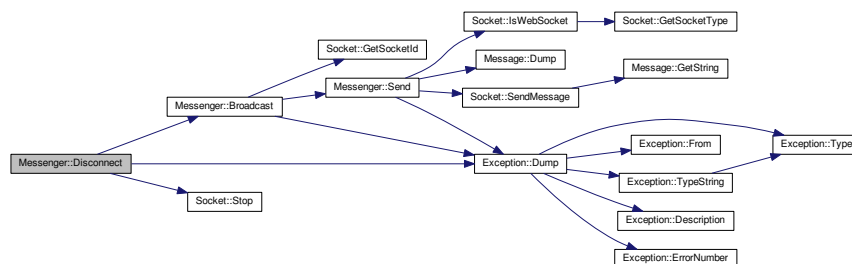 Socket::IsWebSocket
Socket::GetSocketType
Socket::GetSocketId
Message::Dump
Message::GetString
Messenger::Send
Socket::SendMessage
Messenger::Broadcast
Exception::From
Exception::Type
Messenger::Disconnect
Exception::Dump
Exception::TypeString
Socket::Stop
Exception::Description
Exception::ErrorNumber